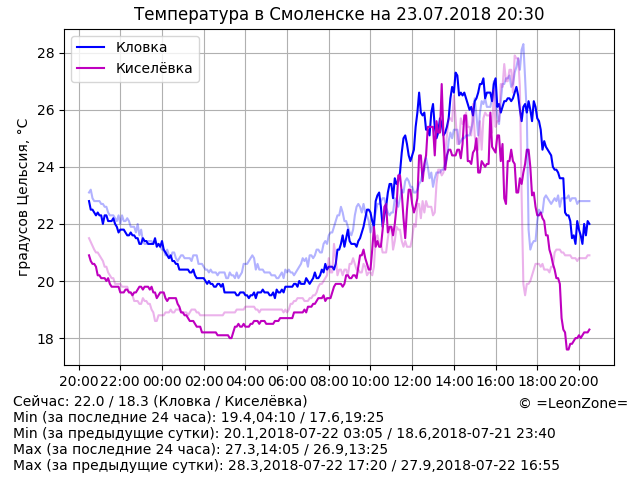 Температура в Смоленске на 23.07.2018 20:30
градусов Цельсия, °C
28
26
24
22
20
18
Кловка
Киселёвка
20:00 22:00 00:00 02:00 04:00 06:00 08:00 10:00 12:00 14:00 16:00 18:00 20:00
Сейчас: 22.0 / 18.3 (Кловка / Киселёвка)
© =LeonZone=
Min (за последние 24 часа): 19.4,04:10 / 17.6,19:25
Min (за предыдущие сутки): 20.1,2018-07-22 03:05 / 18.6,2018-07-21 23:40
Max (за последние 24 часа): 27.3,14:05 / 26.9,13:25
Max (за предыдущие сутки): 28.3,2018-07-22 17:20 / 27.9,2018-07-22 16:55